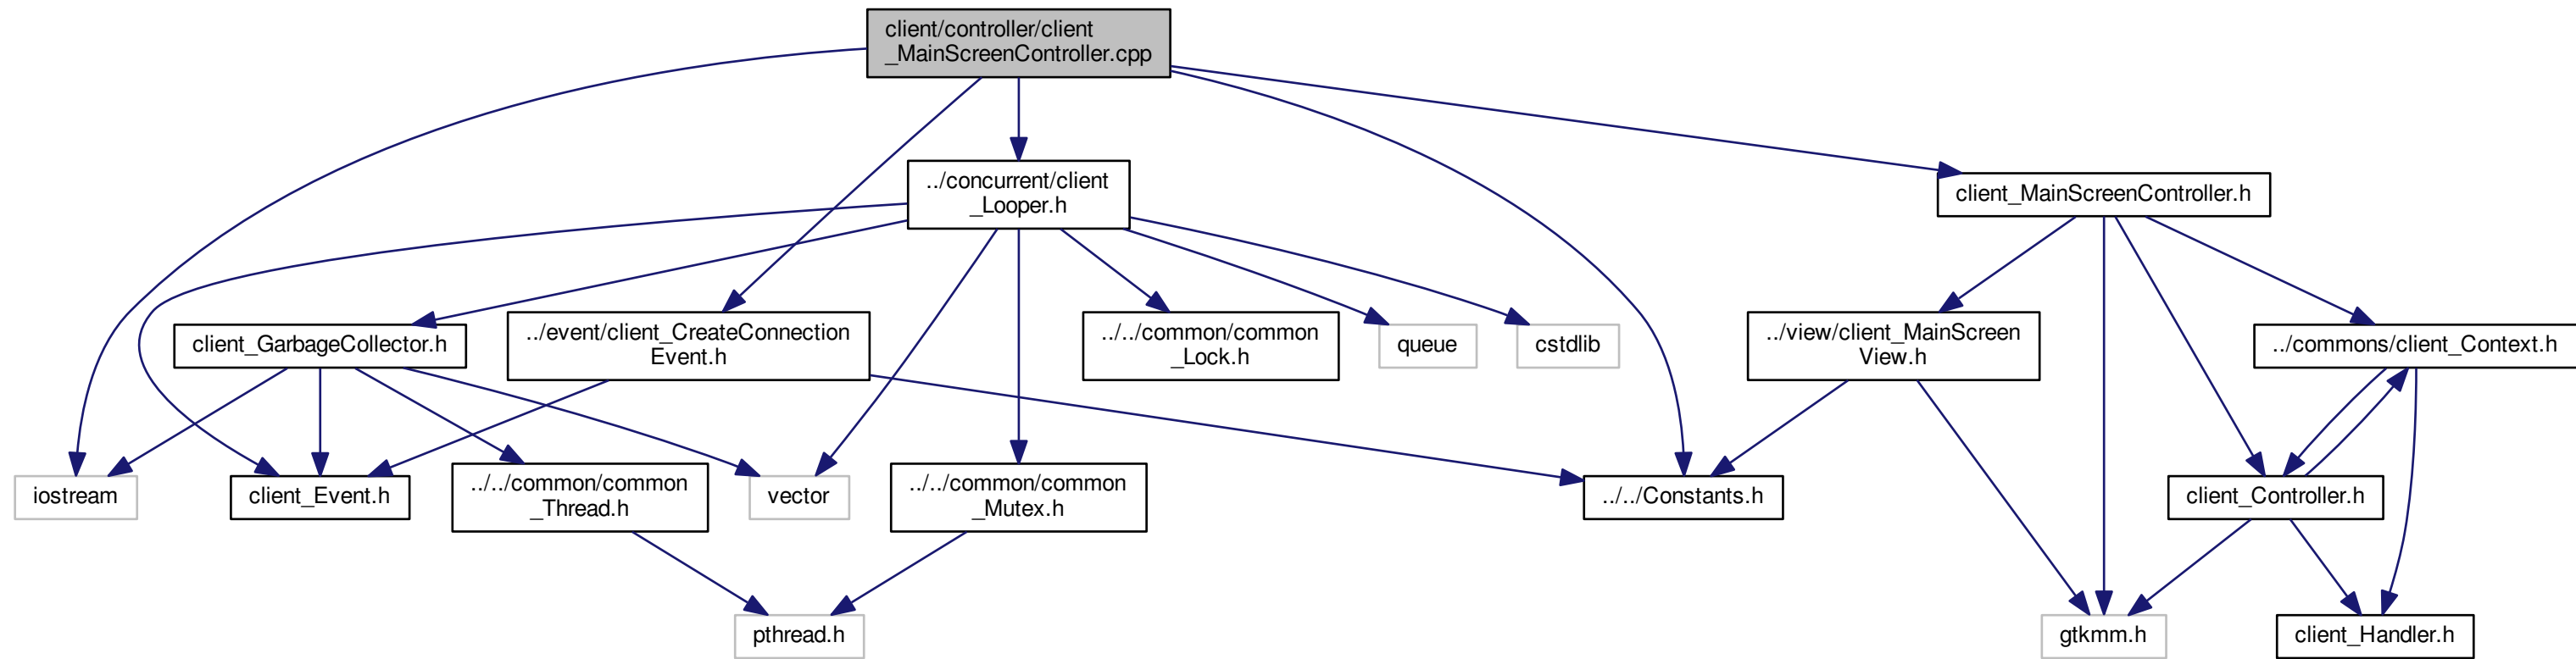 client/controller/client
_MainScreenController.cpp
../concurrent/client
_Looper.h
client_MainScreenController.h
client_GarbageCollector.h
../event/client_CreateConnection
Event.h
../../common/common
_Lock.h
queue
cstdlib
../view/client_MainScreen
View.h
../commons/client_Context.h
iostream
client_Event.h
../../common/common
_Thread.h
vector
../../common/common
_Mutex.h
../../Constants.h
client_Controller.h
pthread.h
gtkmm.h
client_Handler.h